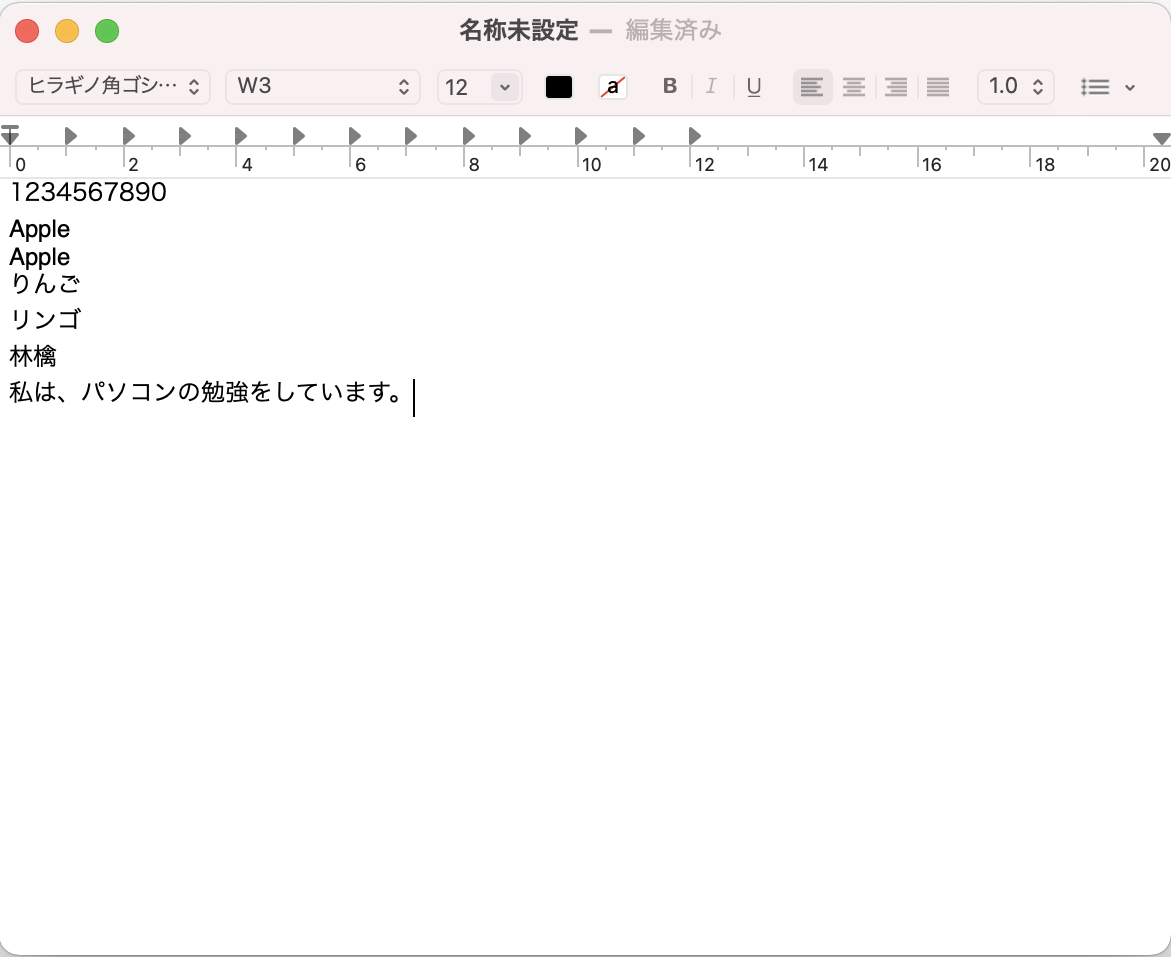 名称未設定 — 編集済み
ヒラギノ角ゴシ… W3 12 a B I U 1.0
0 2 4 6 8 10 12 14 16 18 20
1234567890
Apple
Apple
りんご
リンゴ
林檎
私は、パソコンの勉強をしています。